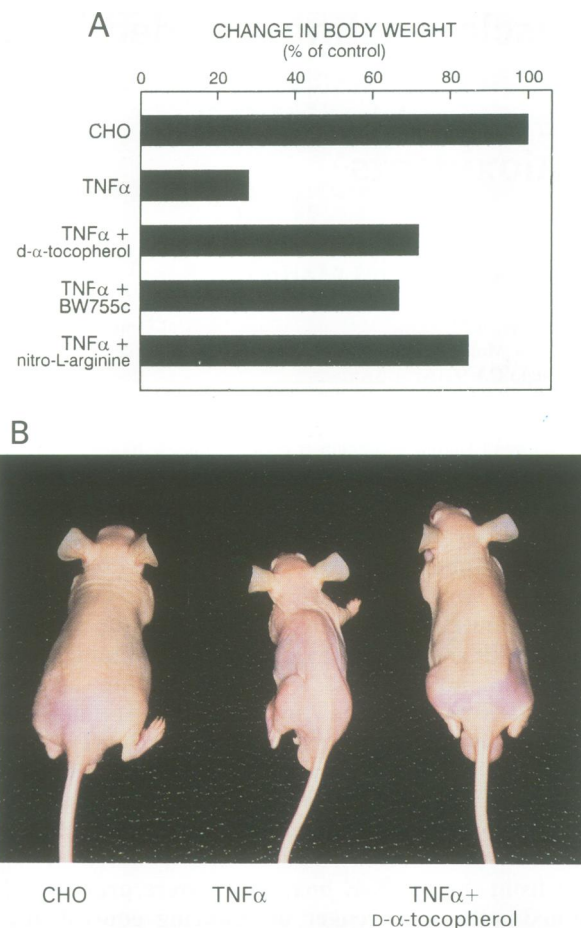 A
CHANGE IN BODY WEIGHT
(% of control)
0 20 40 60 80 100
CHO
TNFα
TNFα +
d-α-tocopherol
TNFα +
BW755c
TNFα +
nitro-L-arginine
B
CHO TNFα TNFα+
D-α-tocopherol